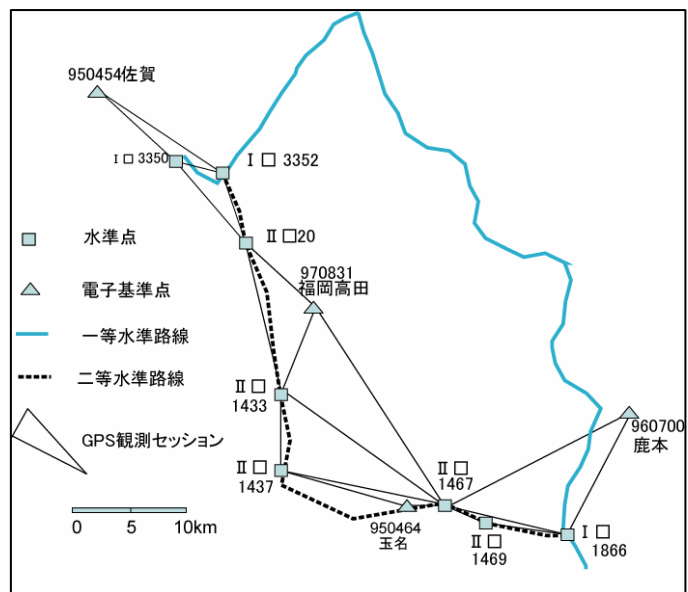 950454佐賀
Ⅰ□ 3350
Ⅰ □ 3352
Ⅱ □20
970831
福岡高田
水準点
電子基準点
一等水準路線
二等水準路線
GPS観測セッション
Ⅱ □
1433
Ⅱ □
1437
Ⅱ □
1467
960700
鹿本
950464
玉名
Ⅱ □
1469
Ⅰ □
1866
0 5 10km